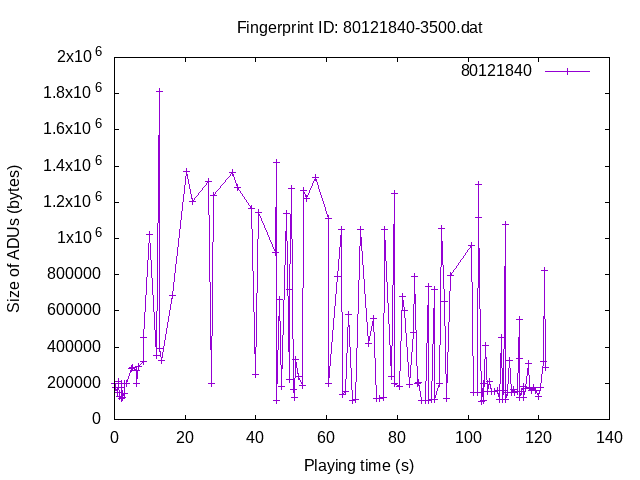 Fingerprint ID: 80121840-3500.dat
80121840
Size of ADUs (bytes)
2x10^6
1.8x10^6
1.6x10^6
1.4x10^6
1.2x10^6
1x10^6
800000
600000
400000
200000
0
0 20 40 60 80 100 120 140
Playing time (s)